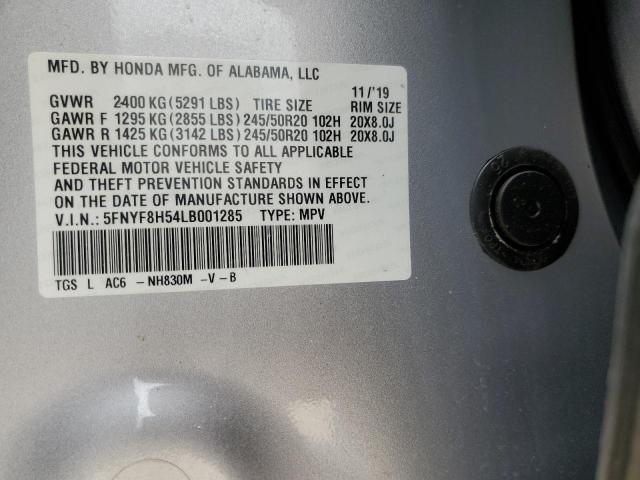 MFD. BY HONDA MFG. OF ALABAMA, LLC
11/'19
GVWR 2400 KG (5291 LBS) TIRE SIZE RIM SIZE
GAWR F 1295 KG (2855 LBS) 245/50R20 102H 20X8.0J
GAWR R 1425 KG (3142 LBS) 245/50R20 102H 20X8.0J
THIS VEHICLE CONFORMS TO ALL APPLICABLE
FEDERAL MOTOR VEHICLE SAFETY
AND THEFT PREVENTION STANDARDS IN EFFECT
ON THE DATE OF MANUFACTURE SHOWN ABOVE.
V.I.N.: 5FNYF8H54LB001285 TYPE: MPV
TGS L AC6 -NH830M -V-B